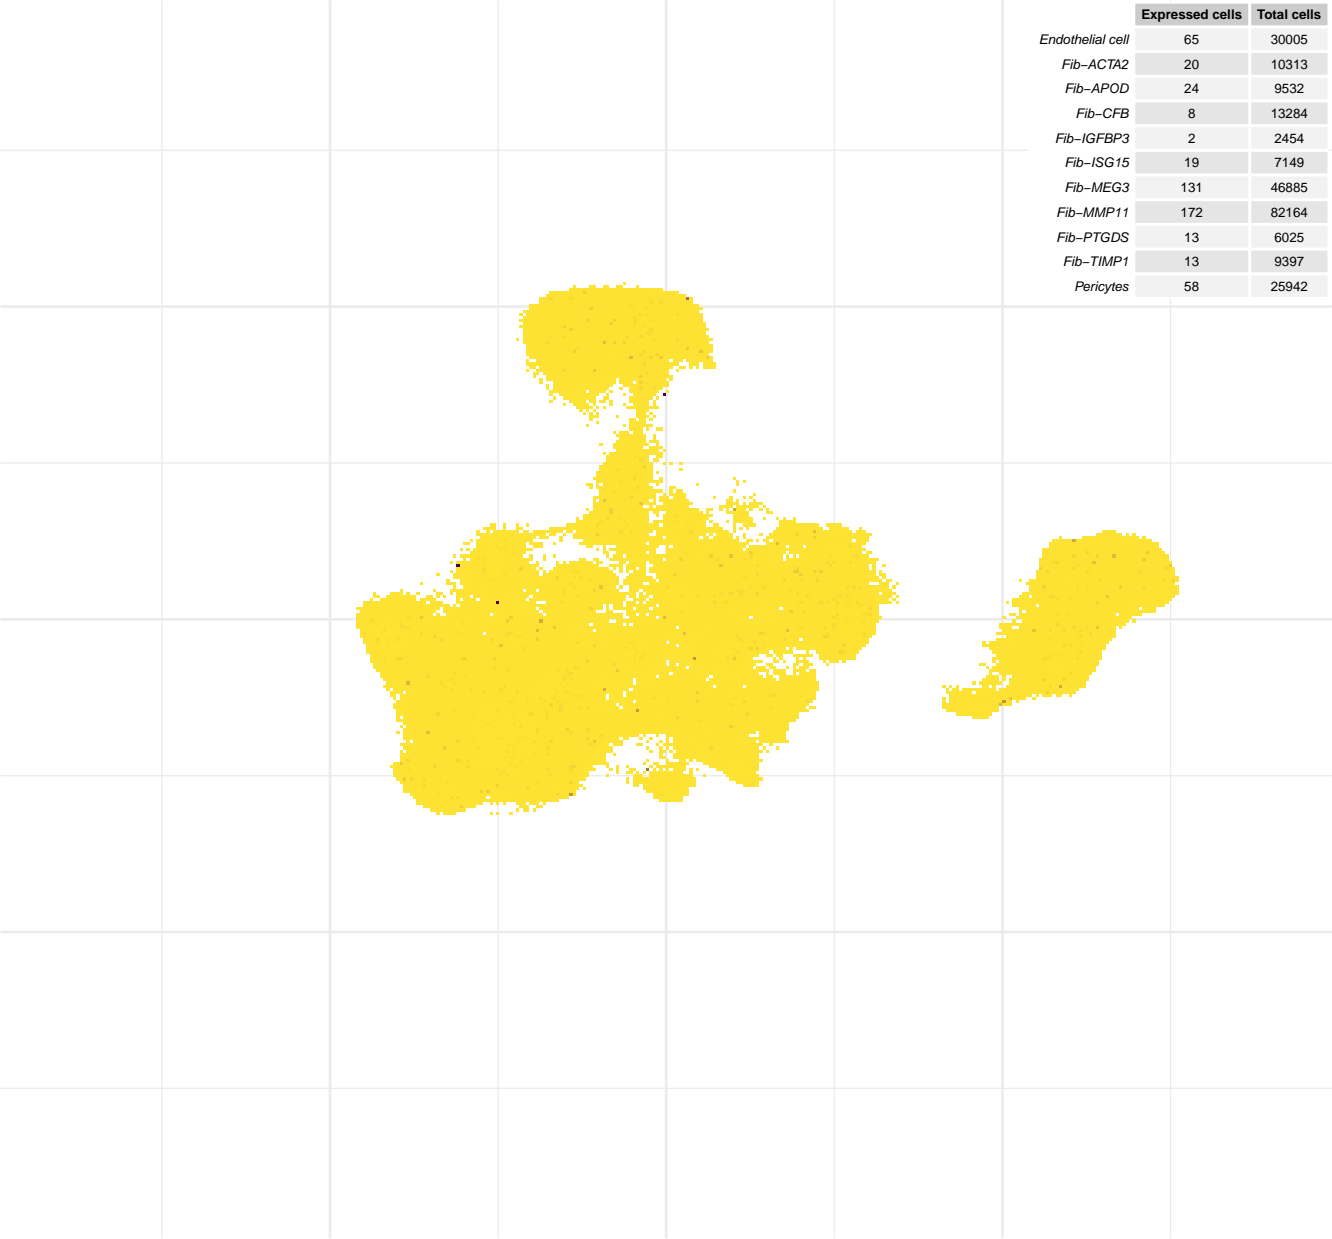 Expressed cells Total cells
Endothelial cell 65 30005
Fib−ACTA2 20 10313
Fib−APOD 24 9532
Fib−CFB 8 13284
Fib−IGFBP3 2 2454
Fib−ISG15 19 7149
Fib−MEG3 131 46885
Fib−MMP11 172 82164
Fib−PTGDS 13 6025
Fib−TIMP1 13 9397
Pericytes 58 25942